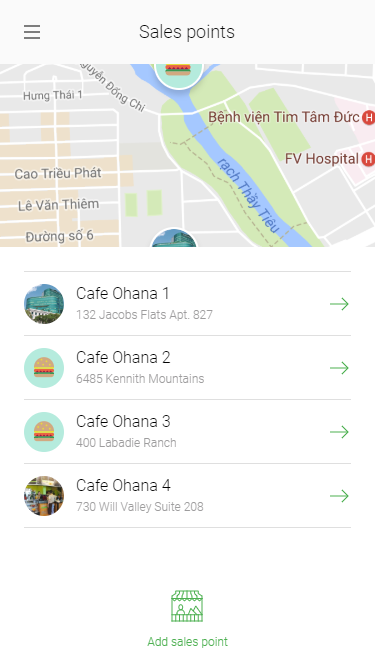 Sales points
Nguyễn Đổng Chi
Hưng Thái 1
Bệnh viện Tim Tâm Đức
H
FV Hospital
H
Cao Triều Phát
rạch Thầy Tiêu
Lê Văn Thiêm
Đường số 6
Cafe Ohana 1
132 Jacobs Flats Apt. 827
Cafe Ohana 2
6485 Kennith Mountains
Cafe Ohana 3
400 Labadie Ranch
Cafe Ohana 4
730 Will Valley Suite 208
Add sales point